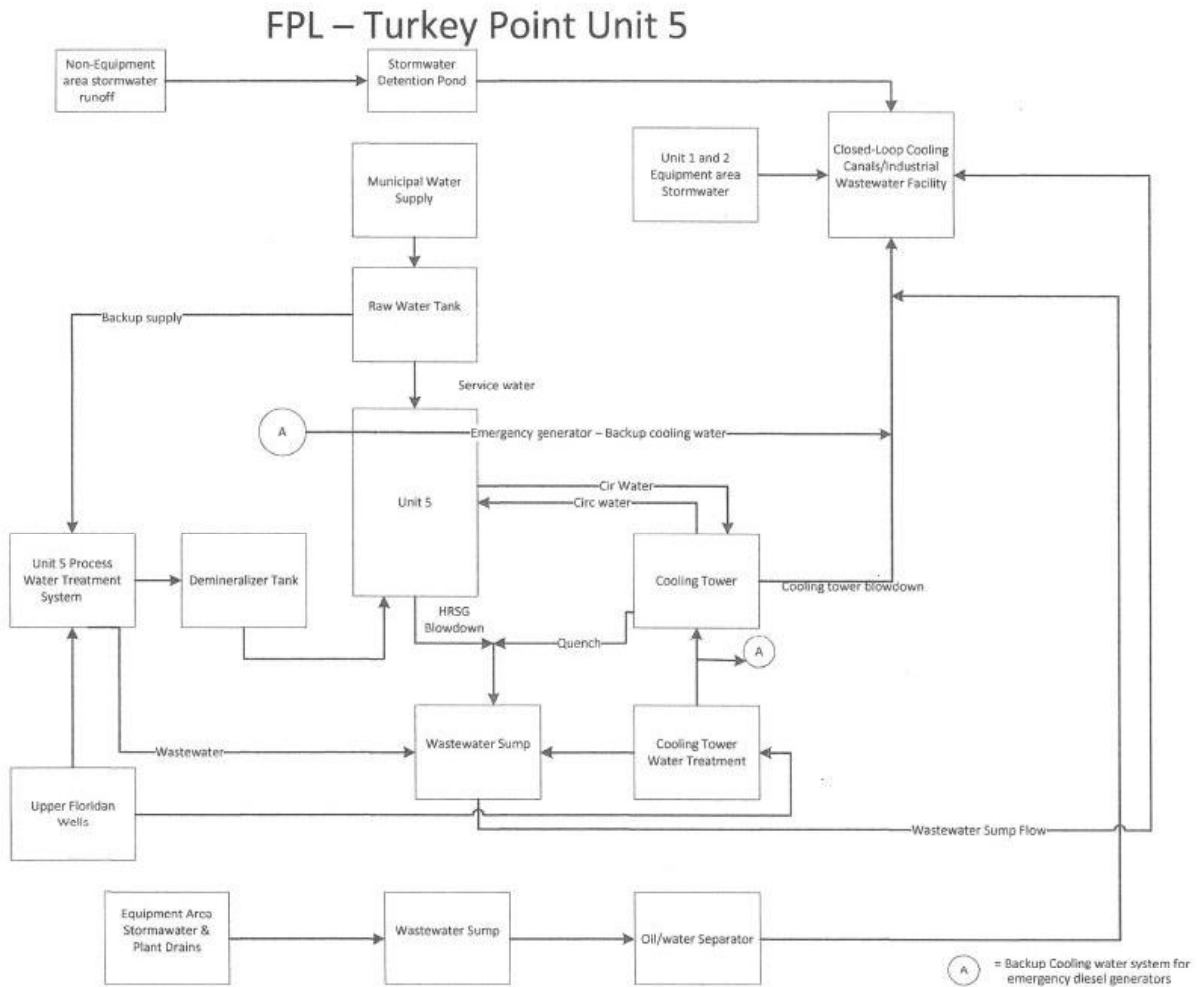 FPL – Turkey Point Unit 5
Non-Equipment
area stormwater
runoff
Stormwater
Detention Pond
Unit 1 and 2
Equipment area
Stormwater
Closed-Loop Cooling
Canals/Industrial
Wastewater Facility
Municipal Water
Supply
Raw Water Tank
Backup supply
Service water
A
Emergency generator – Backup cooling water
Unit 5
Cir Water
Circ water
Unit 5 Process
Water Treatment
System
Demineralizer Tank
Cooling Tower
Cooling tower blowdown
HRSG
Blowdown
Quench
A
Wastewater
Wastewater Sump
Cooling Tower
Water Treatment
Upper Floridan
Wells
Wastewater Sump Flow
Equipment Area
Stormawater &
Plant Drains
Wastewater Sump
Oil/water Separator
A
= Backup Cooling water system for
emergency diesel generators